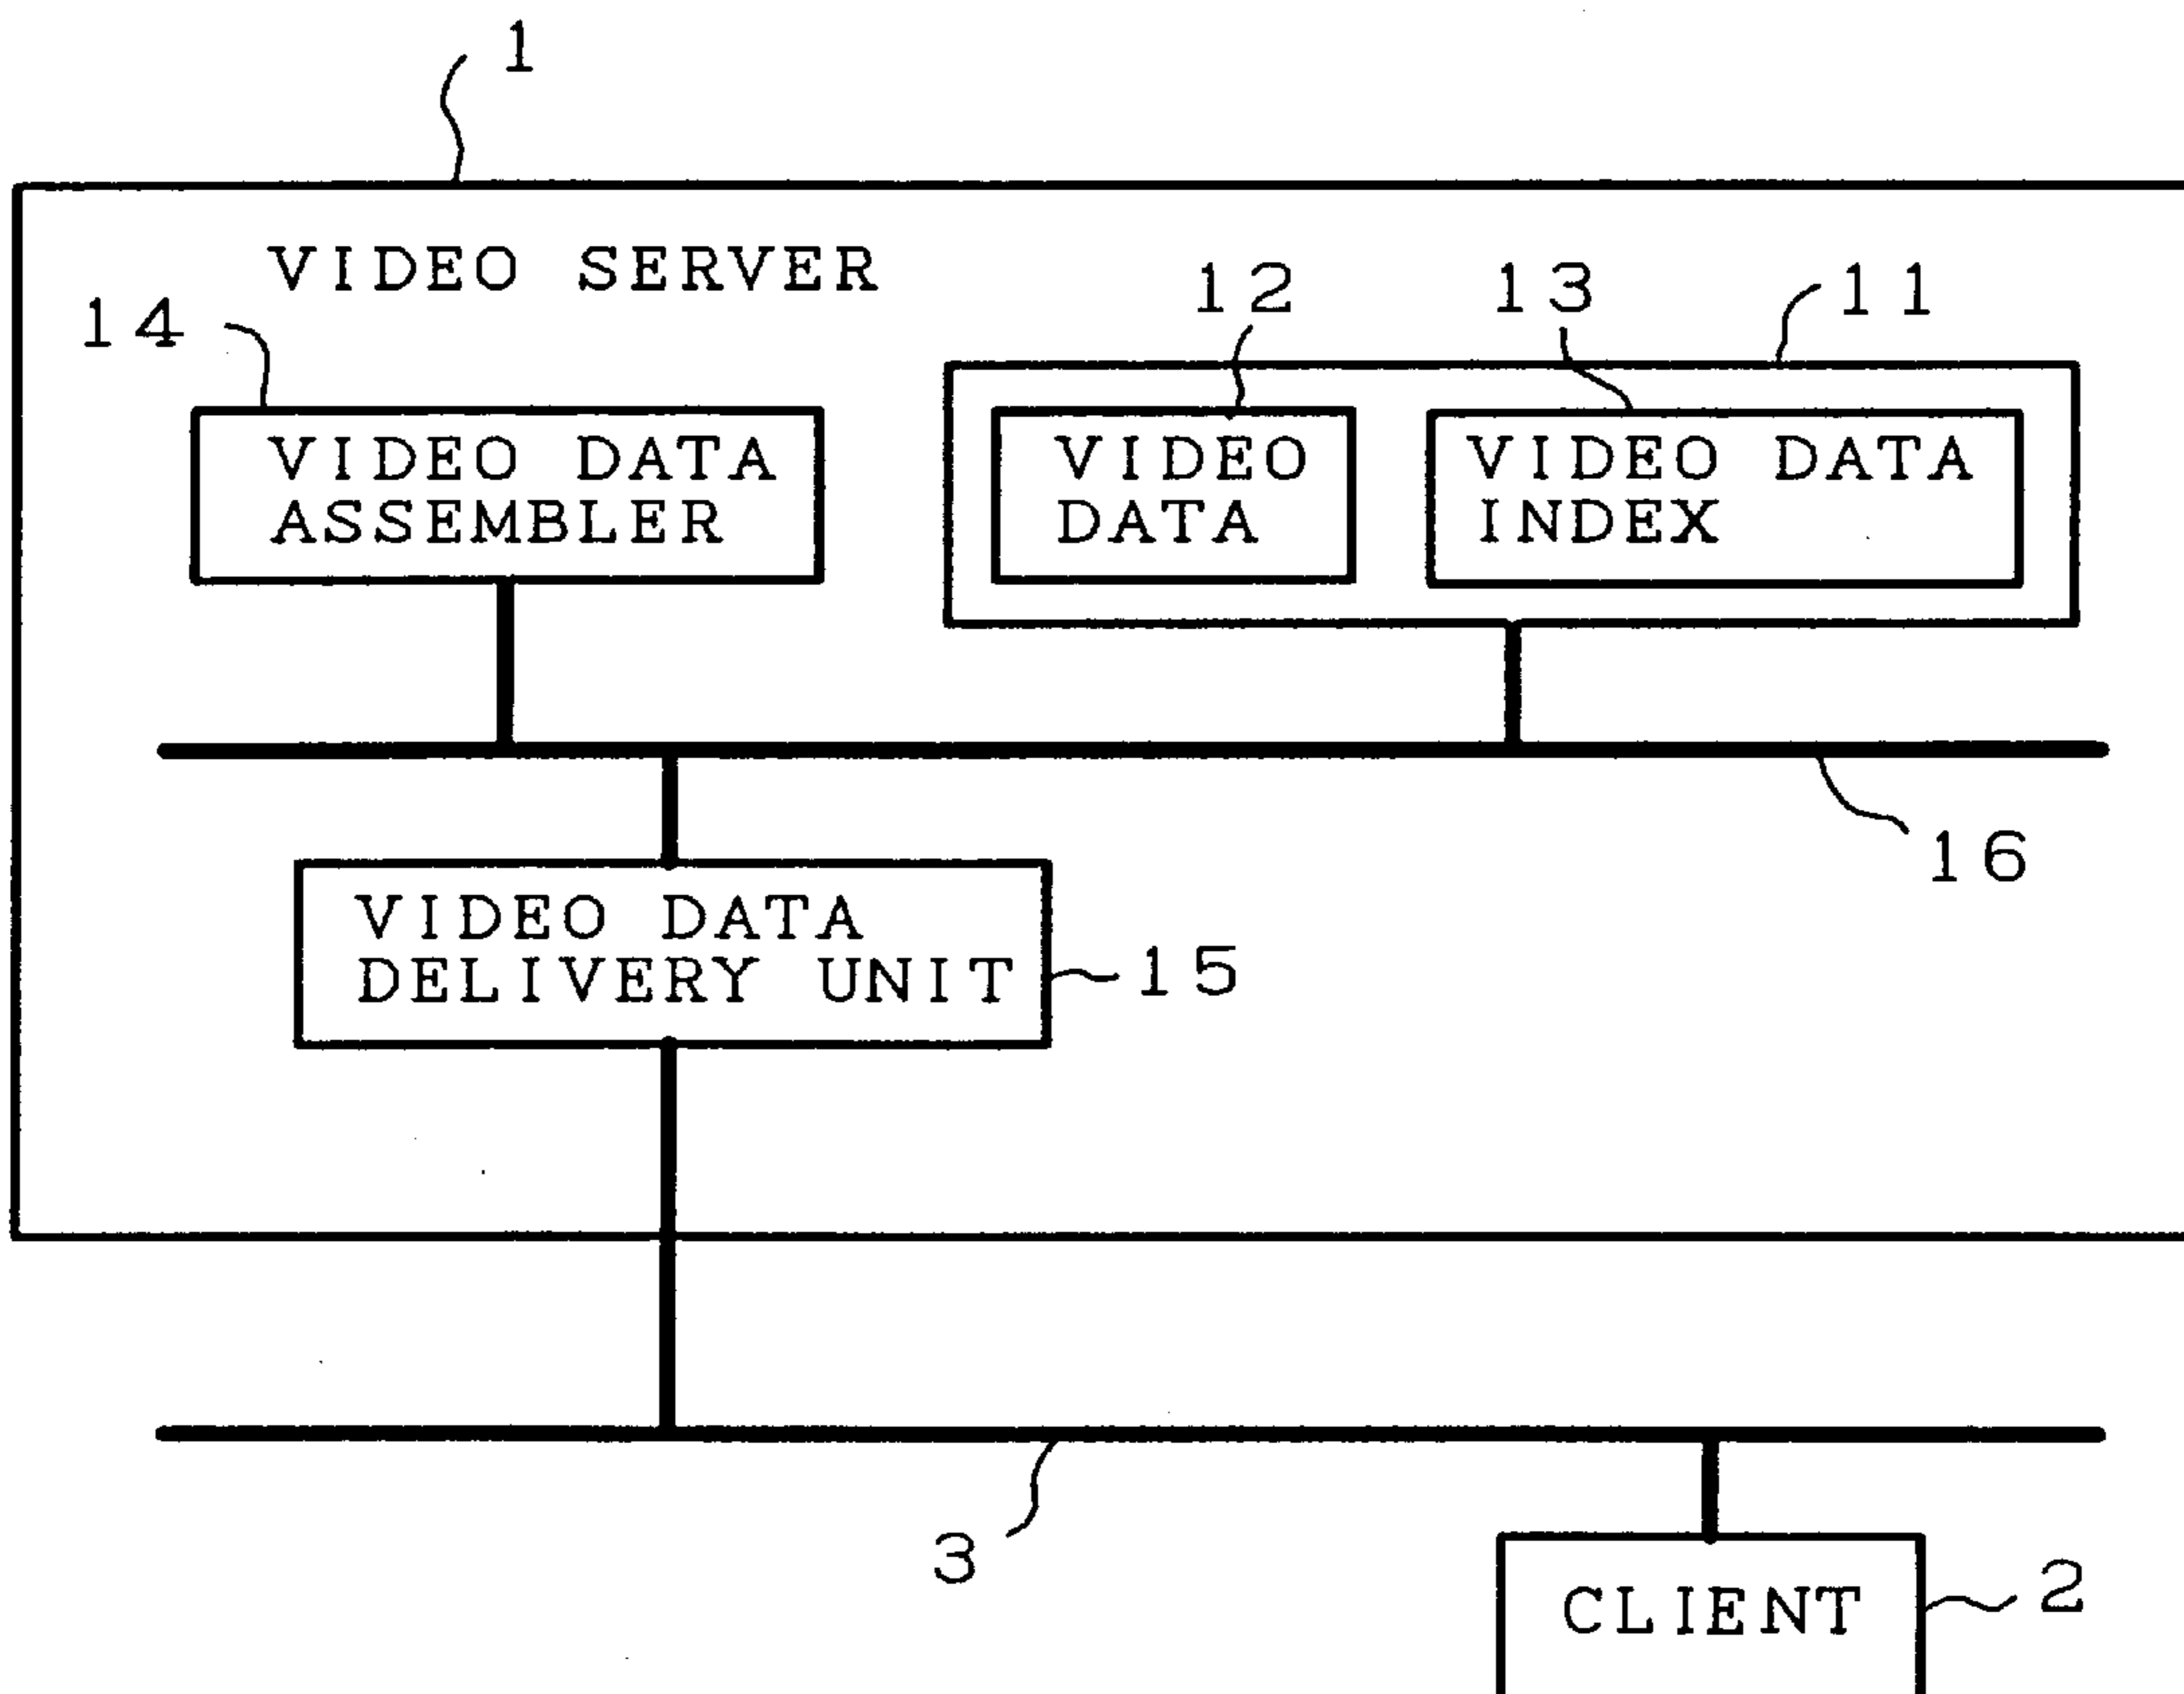 1
VIDEO SERVER
12
13
11
14
VIDEO DATA
ASSEMBLER
VIDEO
DATA
VIDEO DATA
INDEX
16
VIDEO DATA
DELIVERY UNIT
15
3
CLIENT
2